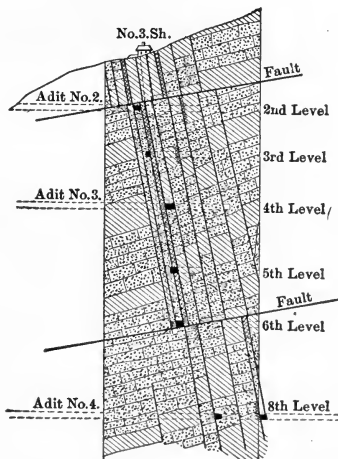 No.3.Sh.
Fault
Adit No.2.
2nd Level
3rd Level
Adit No.3.
4th Level
5th Level
Fault
6th Level
Adit No.4.
8th Level